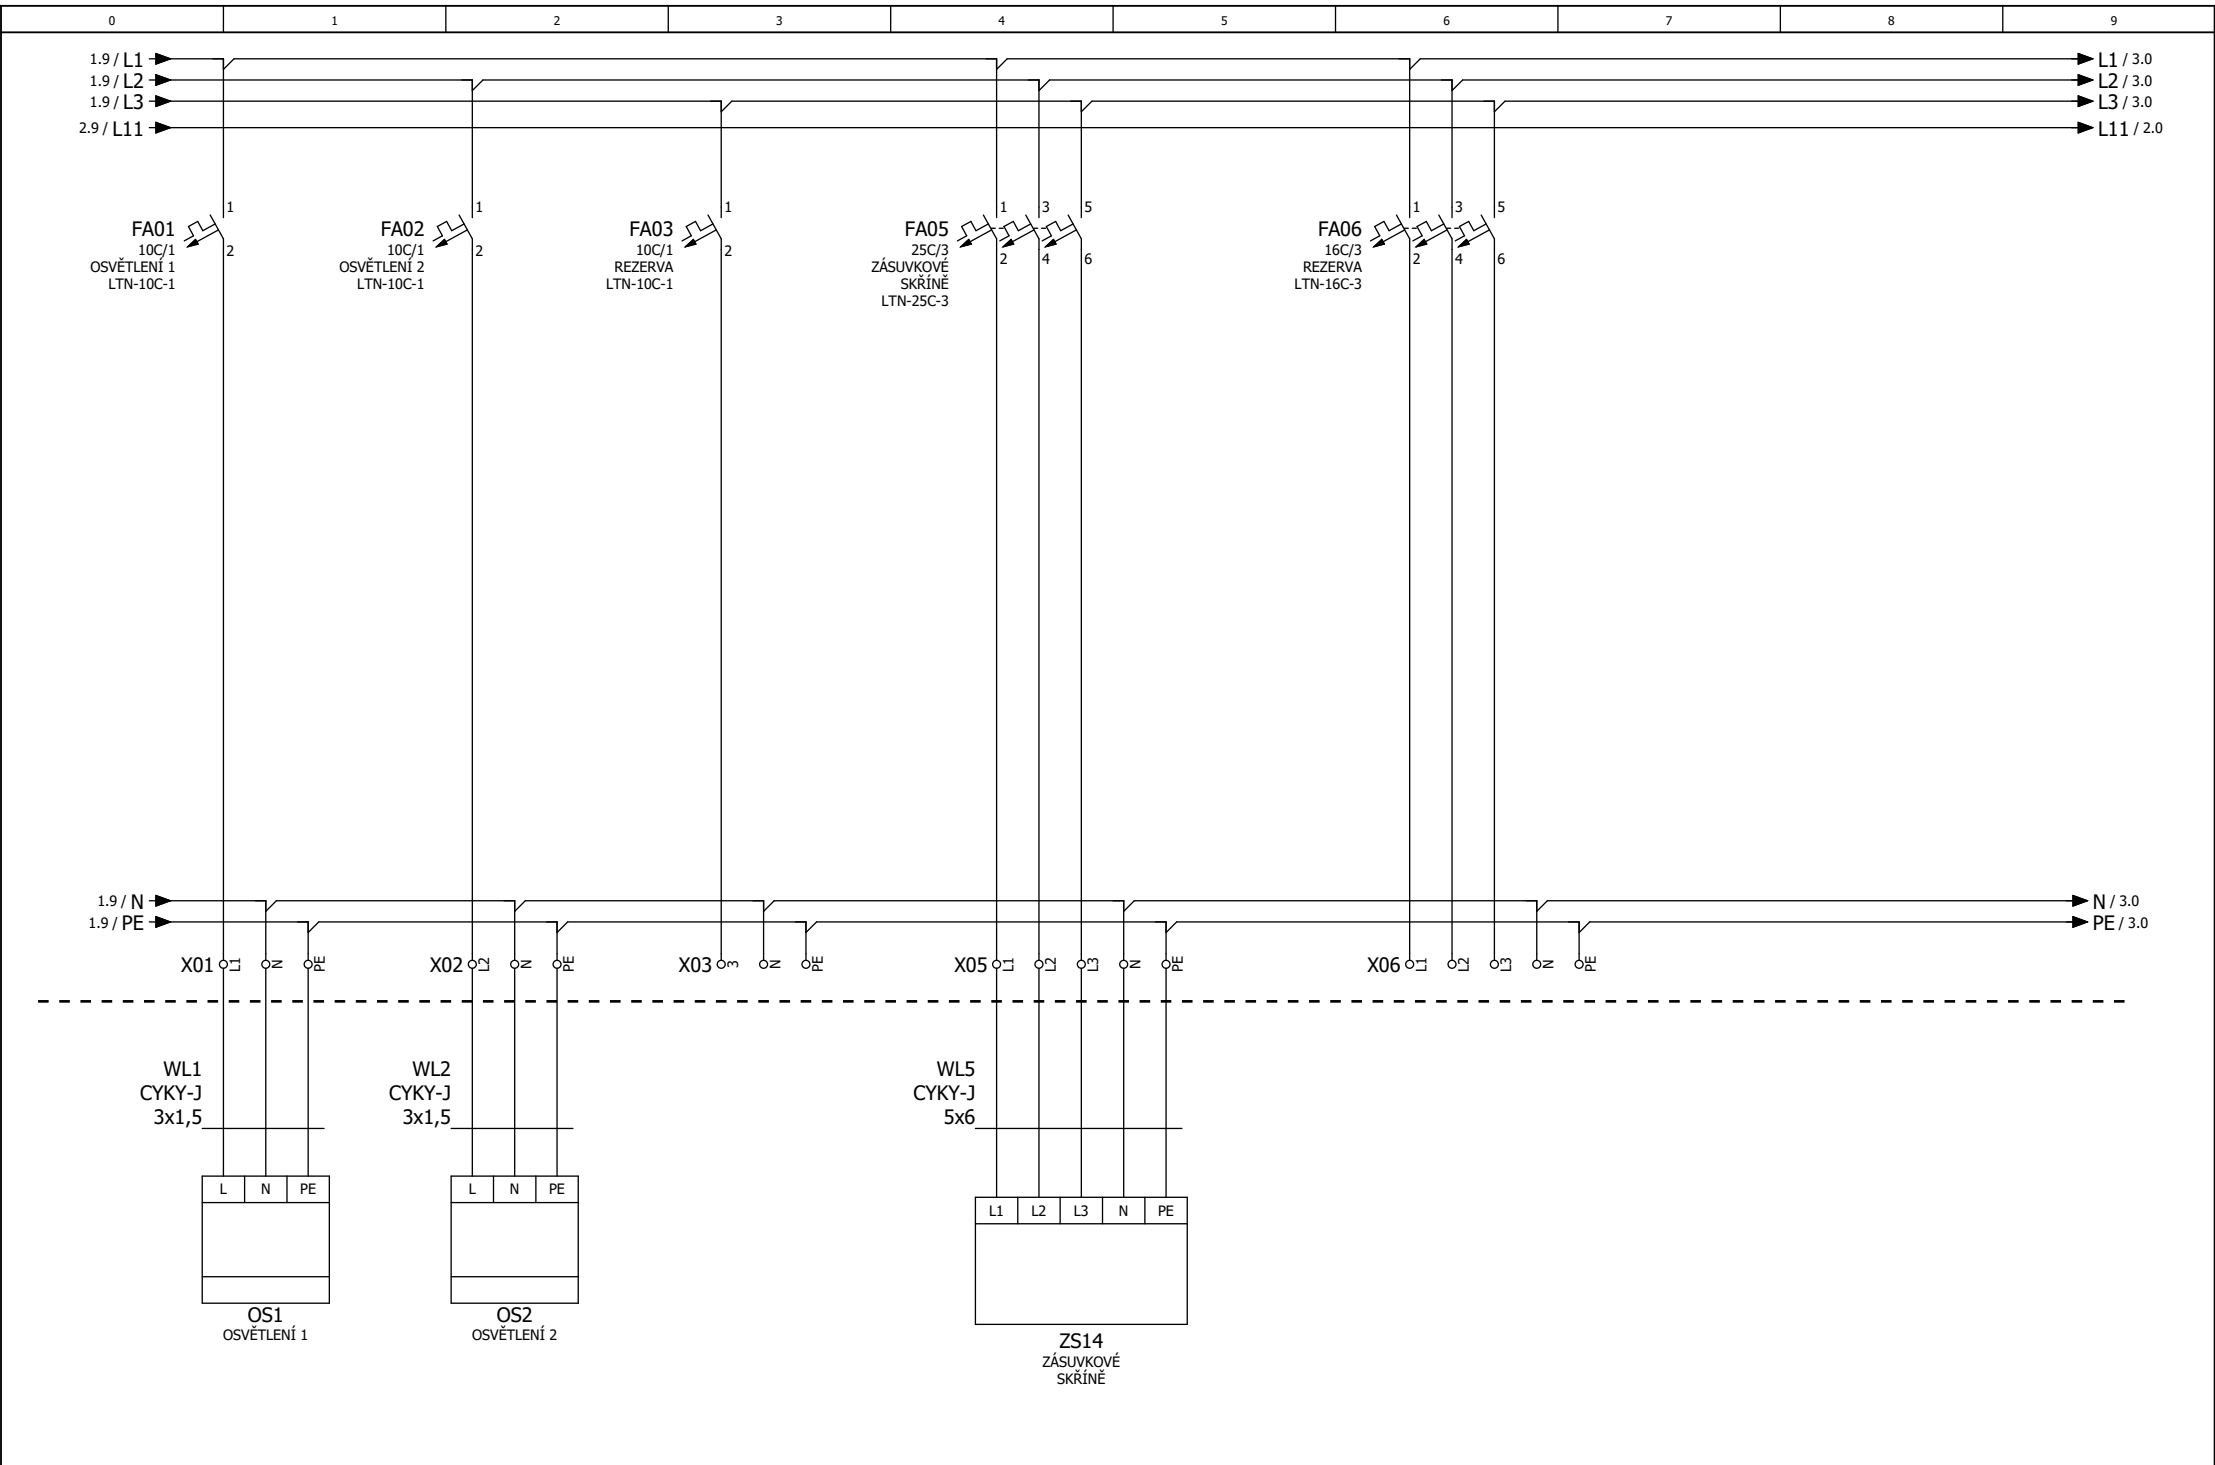 0 1 2 3 4 5 6 7 8 9
1.9 / L1 L1 / 3.0
1.9 / L2 L2 / 3.0
1.9 / L3 L3 / 3.0
2.9 / L11 L11 / 2.0
FA01 1 2
10C/1
OSVĚTLENÍ 1
LTN-10C-1
FA02 1 2
10C/1
OSVĚTLENÍ 2
LTN-10C-1
FA03 1 2
10C/1
REZERVA
LTN-10C-1
FA05 1 3 5
2 4 6
25C/3
ZÁSUVKOVÉ
SKŘÍNĚ
LTN-25C-3
FA06 1 3 5
2 4 6
16C/3
REZERVA
LTN-16C-3
1.9 / N N / 3.0
1.9 / PE PE / 3.0
X01 L1 N PE
X02 L2 N PE
X03 3 N PE
X05 L1 L2 L3 N PE
X06 L1 L2 L3 N PE
WL1
CYKY-J
3x1,5
WL2
CYKY-J
3x1,5
WL5
CYKY-J
5x6
L N PE
OS1
OSVĚTLENÍ 1
L N PE
OS2
OSVĚTLENÍ 2
L1 L2 L3 N PE
ZS14
ZÁSUVKOVÉ
SKŘÍNĚ